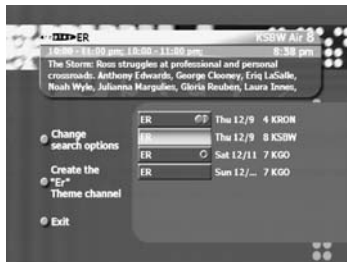 ER KSBW Air 8
10:00 - 11:00 pm; 10:00 - 11:00 pm; 8:38 pm
The Storm: Ross struggles at professional and personal
crossroads. Anthony Edwards, George Clooney, Eriq LaSalle,
Noah Wyle, Julianna Margulies, Gloria Reuben, Laura Innes,
ER Thu 12/9 4 KRON
ER Thu 12/9 8 KSBW
ER Sat 12/11 7 KGO
ER Sun 12/... 7 KGO
Change
search options
Create the
"Er"
Theme channel
Exit